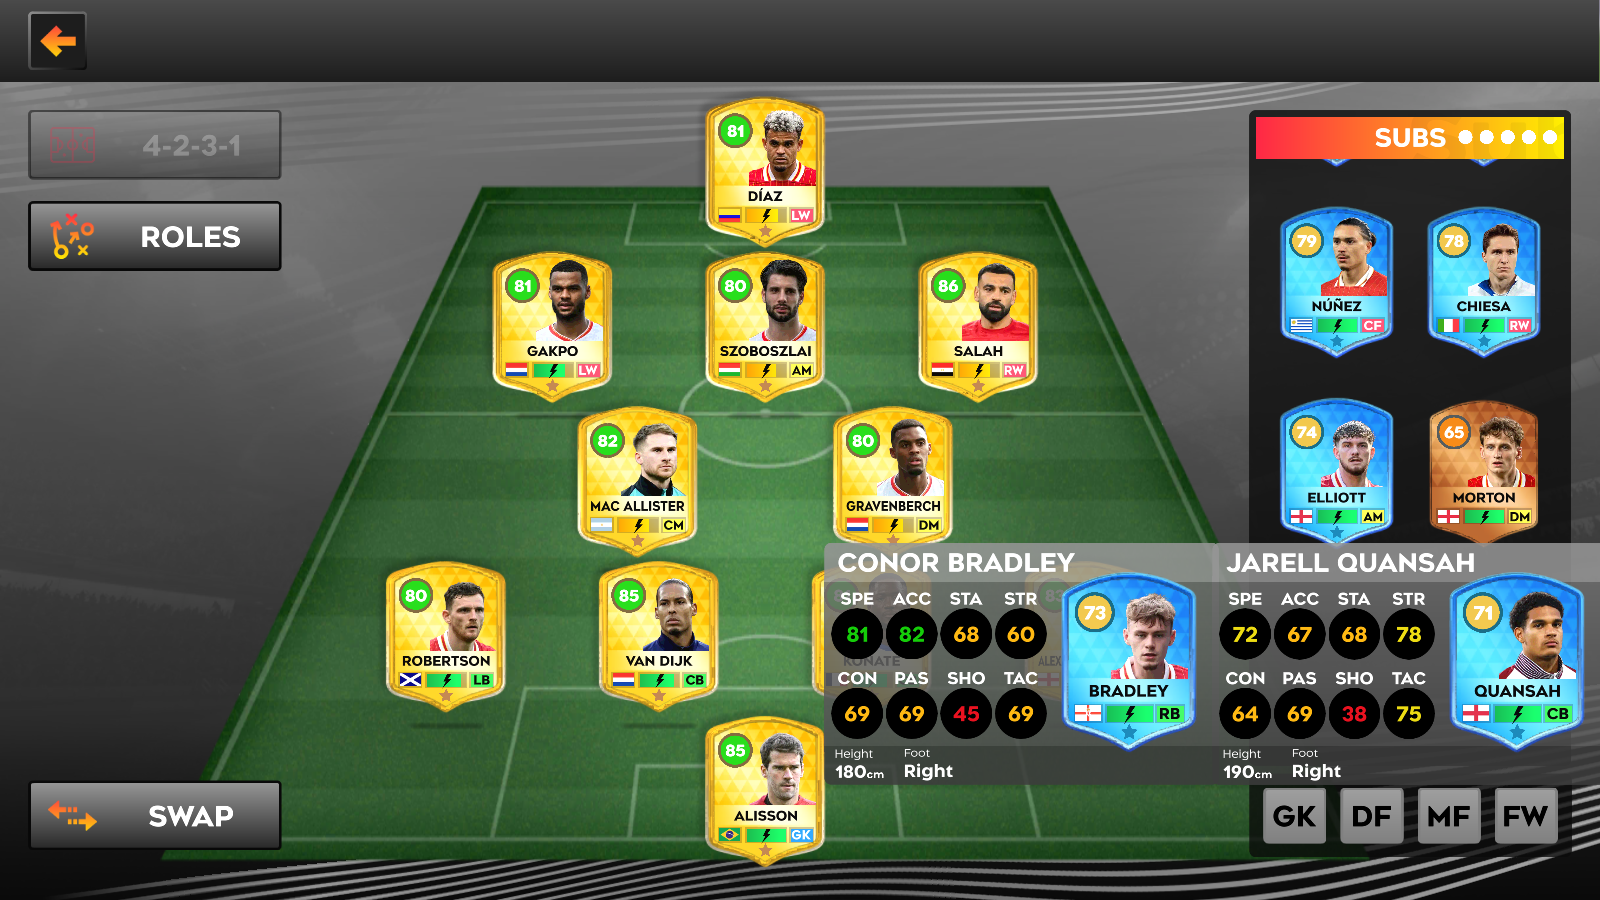 4-2-3-1
ROLES
SUBS
81
DÍAZ
LW
81
GAKPO
LW
80
SZOBOSZLAI
AM
86
SALAH
RW
79
NÚÑEZ
CF
78
CHIESA
RW
82
MAC ALLISTER
CM
80
GRAVENBERCH
DM
74
ELLIOTT
AM
65
MORTON
DM
80
ROBERTSON
LB
85
VAN DIJK
CB
KONATE
83
ALEX
85
ALISSON
GK
CONOR BRADLEY
SPE ACC STA STR
81 82 68 60
CON PAS SHO TAC
69 69 45 69
Height Foot
180cm Right
73
BRADLEY
RB
JARELL QUANSAH
SPE ACC STA STR
72 67 68 78
CON PAS SHO TAC
64 69 38 75
Height Foot
190cm Right
71
QUANSAH
CB
SWAP
GK DF MF FW